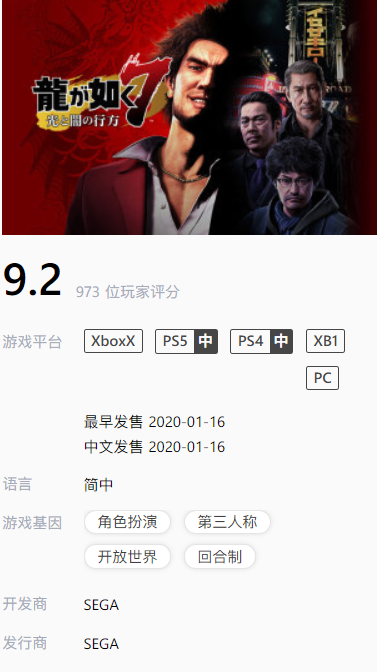 龍が如く7
光と闇の行方
9.2 973 位玩家评分
游戏平台 XboxX PS5 中 PS4 中 XB1
PC
最早发售 2020-01-16
中文发售 2020-01-16
语言 简中
游戏基因 角色扮演 第三人称
开放世界 回合制
开发商 SEGA
发行商 SEGA